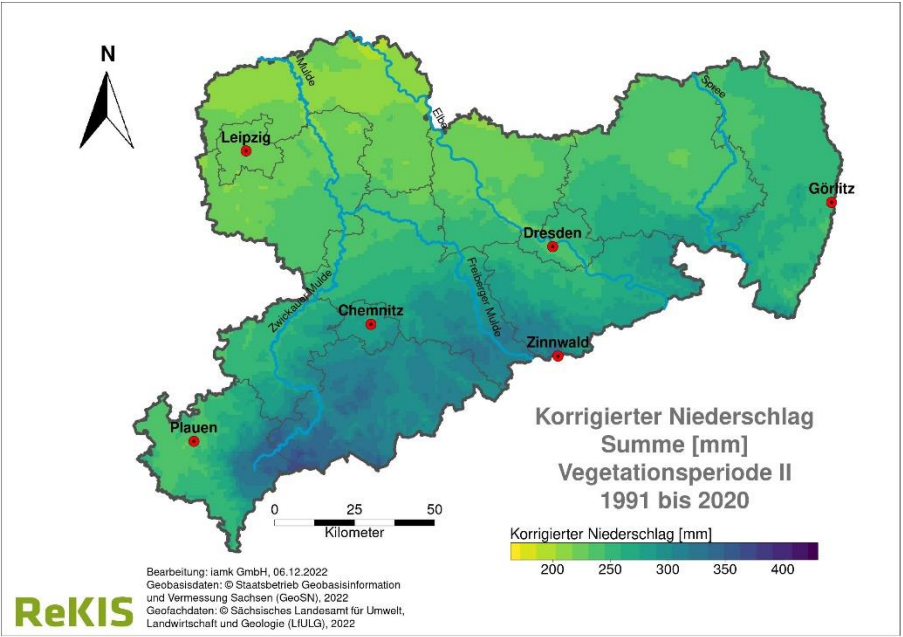 N
Mulde
Elbe
Spree
Leipzig
Görlitz
Dresden
Zwickauer Mulde
Freiberger Mulde
Chemnitz
Zinnwald
Plauen
Korrigierter Niederschlag
Summe [mm]
Vegetationsperiode II
1991 bis 2020
0 25 50
Kilometer
Korrigierter Niederschlag [mm]
200 250 300 350 400
Bearbeitung: iamk GmbH, 06.12.2022
Geobasisdaten: © Staatsbetrieb Geobasisinformation
und Vermessung Sachsen (GeoSN), 2022
Geofachdaten: © Sächsisches Landesamt für Umwelt,
Landwirtschaft und Geologie (LfULG), 2022
ReKIS